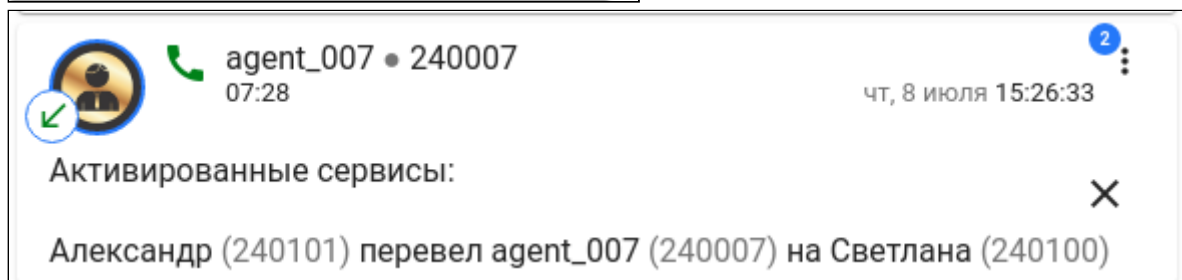 agent_007 ● 240007
2
07:28
чт, 8 июля 15:26:33
Активированные сервисы:
Александр (240101) перевел agent_007 (240007) на Светлана (240100)